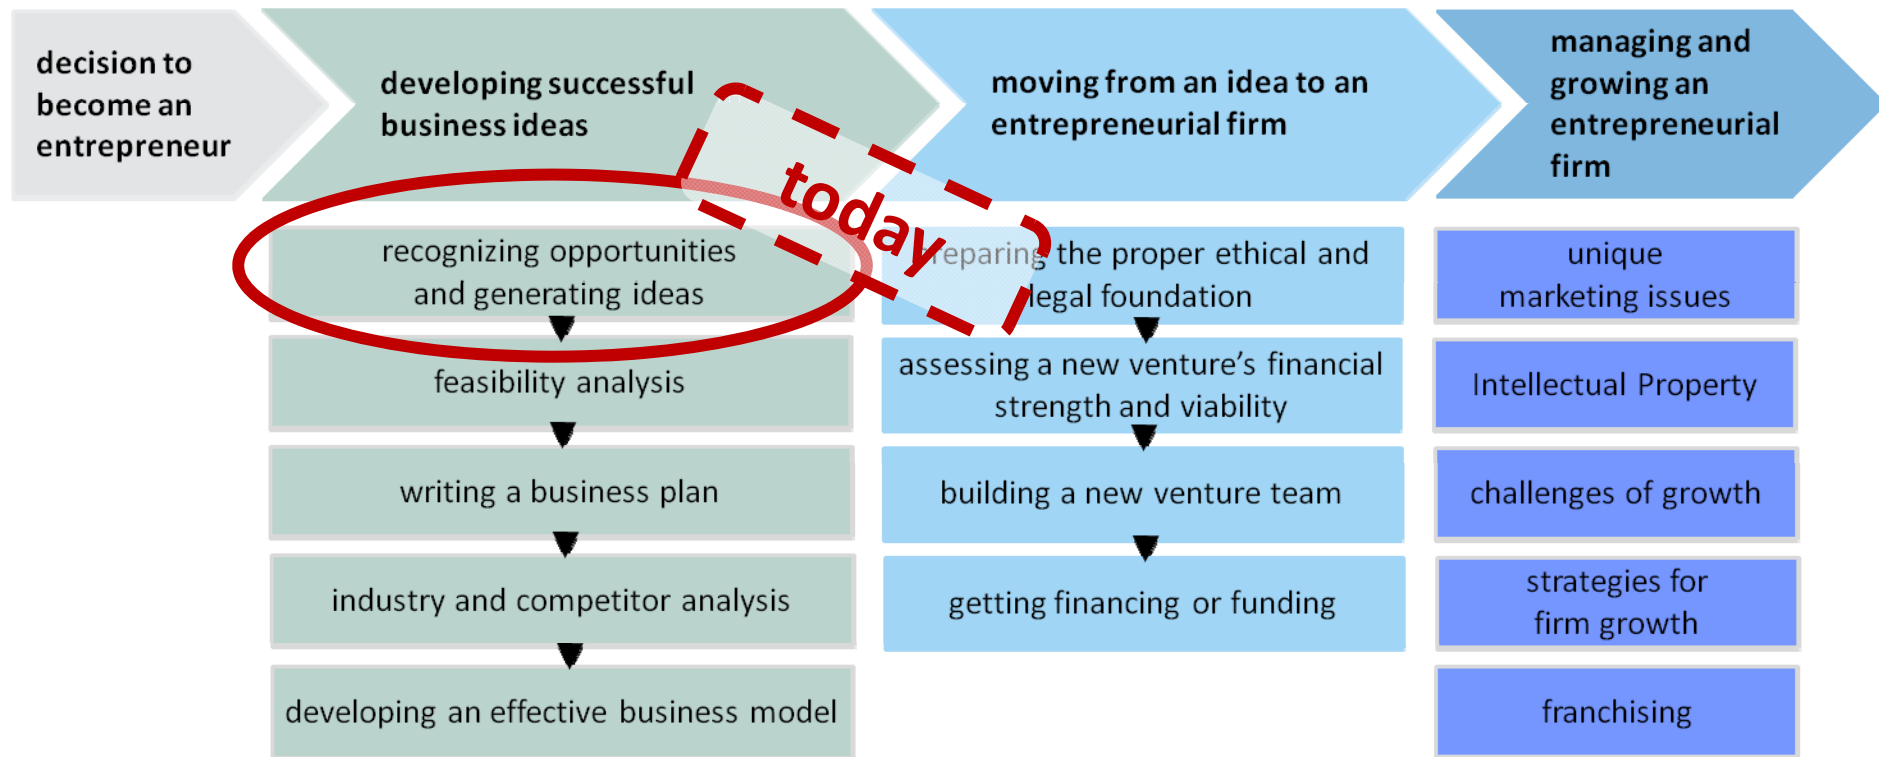 decision to
become an
entrepreneur
developing successful
business ideas
moving from an idea to an
entrepreneurial firm
managing and
growing an
entrepreneurial
firm
today
recognizing opportunities
and generating ideas
feasibility analysis
writing a business plan
industry and competitor analysis
developing an effective business model
preparing the proper ethical and
legal foundation
assessing a new venture’s financial
strength and viability
building a new venture team
getting financing or funding
unique
marketing issues
Intellectual Property
challenges of growth
strategies for
firm growth
franchising